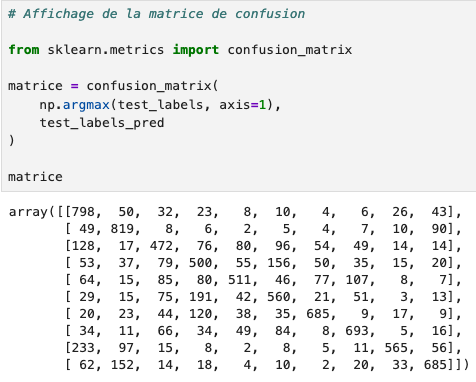 # Affichage de la matrice de confusion
from sklearn.metrics import confusion_matrix
matrice = confusion_matrix(
np.argmax(test_labels, axis=1),
test_labels_pred
)
matrice
array([[798, 50, 32, 23, 8, 10, 4, 6, 26, 43],
[ 49, 819, 8, 6, 2, 5, 4, 7, 10, 90],
[128, 17, 472, 76, 80, 96, 54, 49, 14, 14],
[ 53, 37, 79, 500, 55, 156, 50, 35, 15, 20],
[ 64, 15, 85, 80, 511, 46, 77, 107, 8, 7],
[ 29, 15, 75, 191, 42, 560, 21, 51, 3, 13],
[ 20, 23, 44, 120, 38, 35, 685, 9, 17, 9],
[ 34, 11, 66, 34, 49, 84, 8, 693, 5, 16],
[233, 97, 15, 8, 2, 8, 5, 11, 565, 56],
[ 62, 152, 14, 18, 4, 10, 2, 20, 33, 685]])